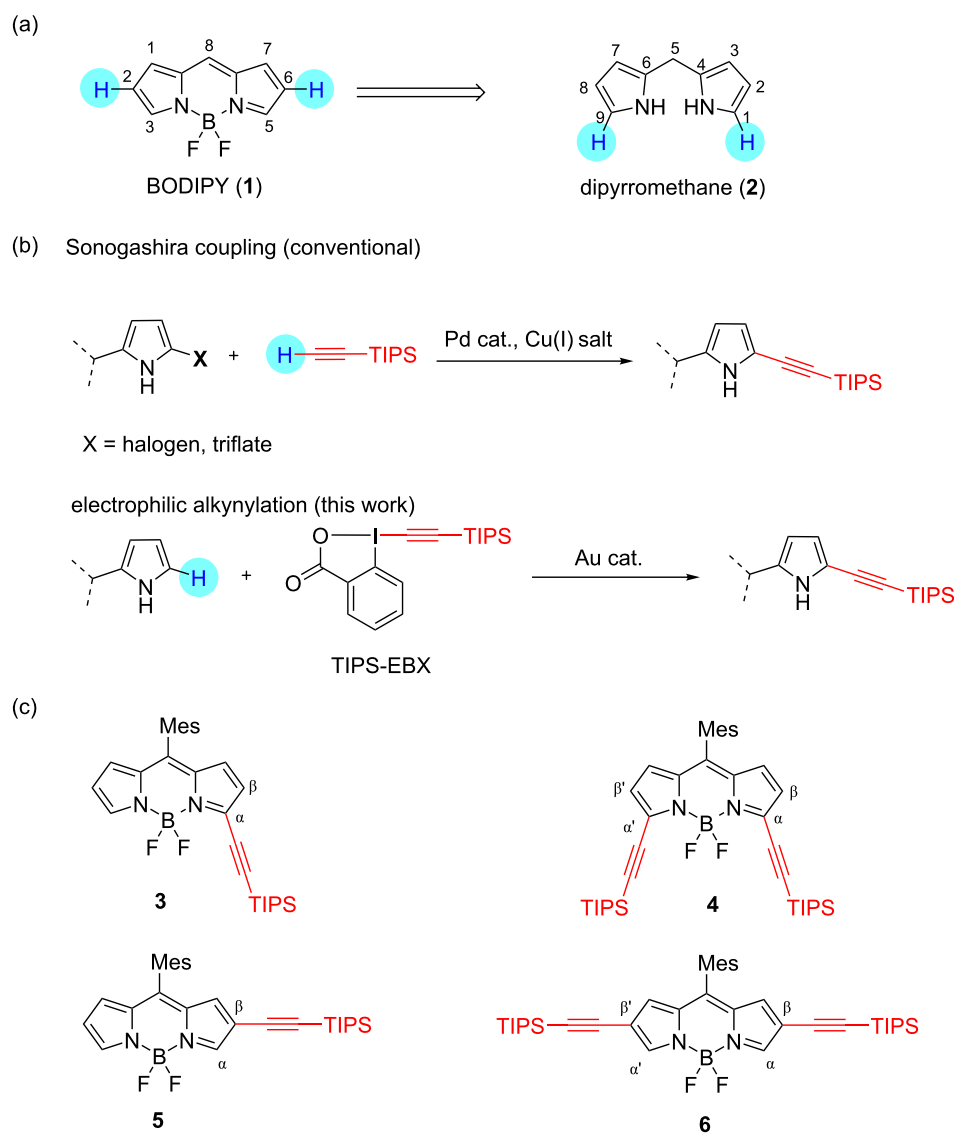 (a)
1 8 7
H 2 6 H
N N
3 B 5
F F
BODIPY (1)
5
7 6 4 3
8 2
NH HN
9 1
H H
dipyrromethane (2)
(b) Sonogashira coupling (conventional)
N
H
X + H TIPS
Pd cat., Cu(I) salt
N
H
TIPS
X = halogen, triflate
electrophilic alkynylation (this work)
N
H
H + O I TIPS
O
Au cat.
N
H
TIPS
TIPS-EBX
(c)
Mes
β
N N
B α
F F
TIPS
3
Mes
β' β
N N
α' B α
F F
TIPS TIPS
4
Mes
β TIPS
N N
B α
F F
5
Mes
TIPS β' β TIPS
N N
α' B α
F F
6